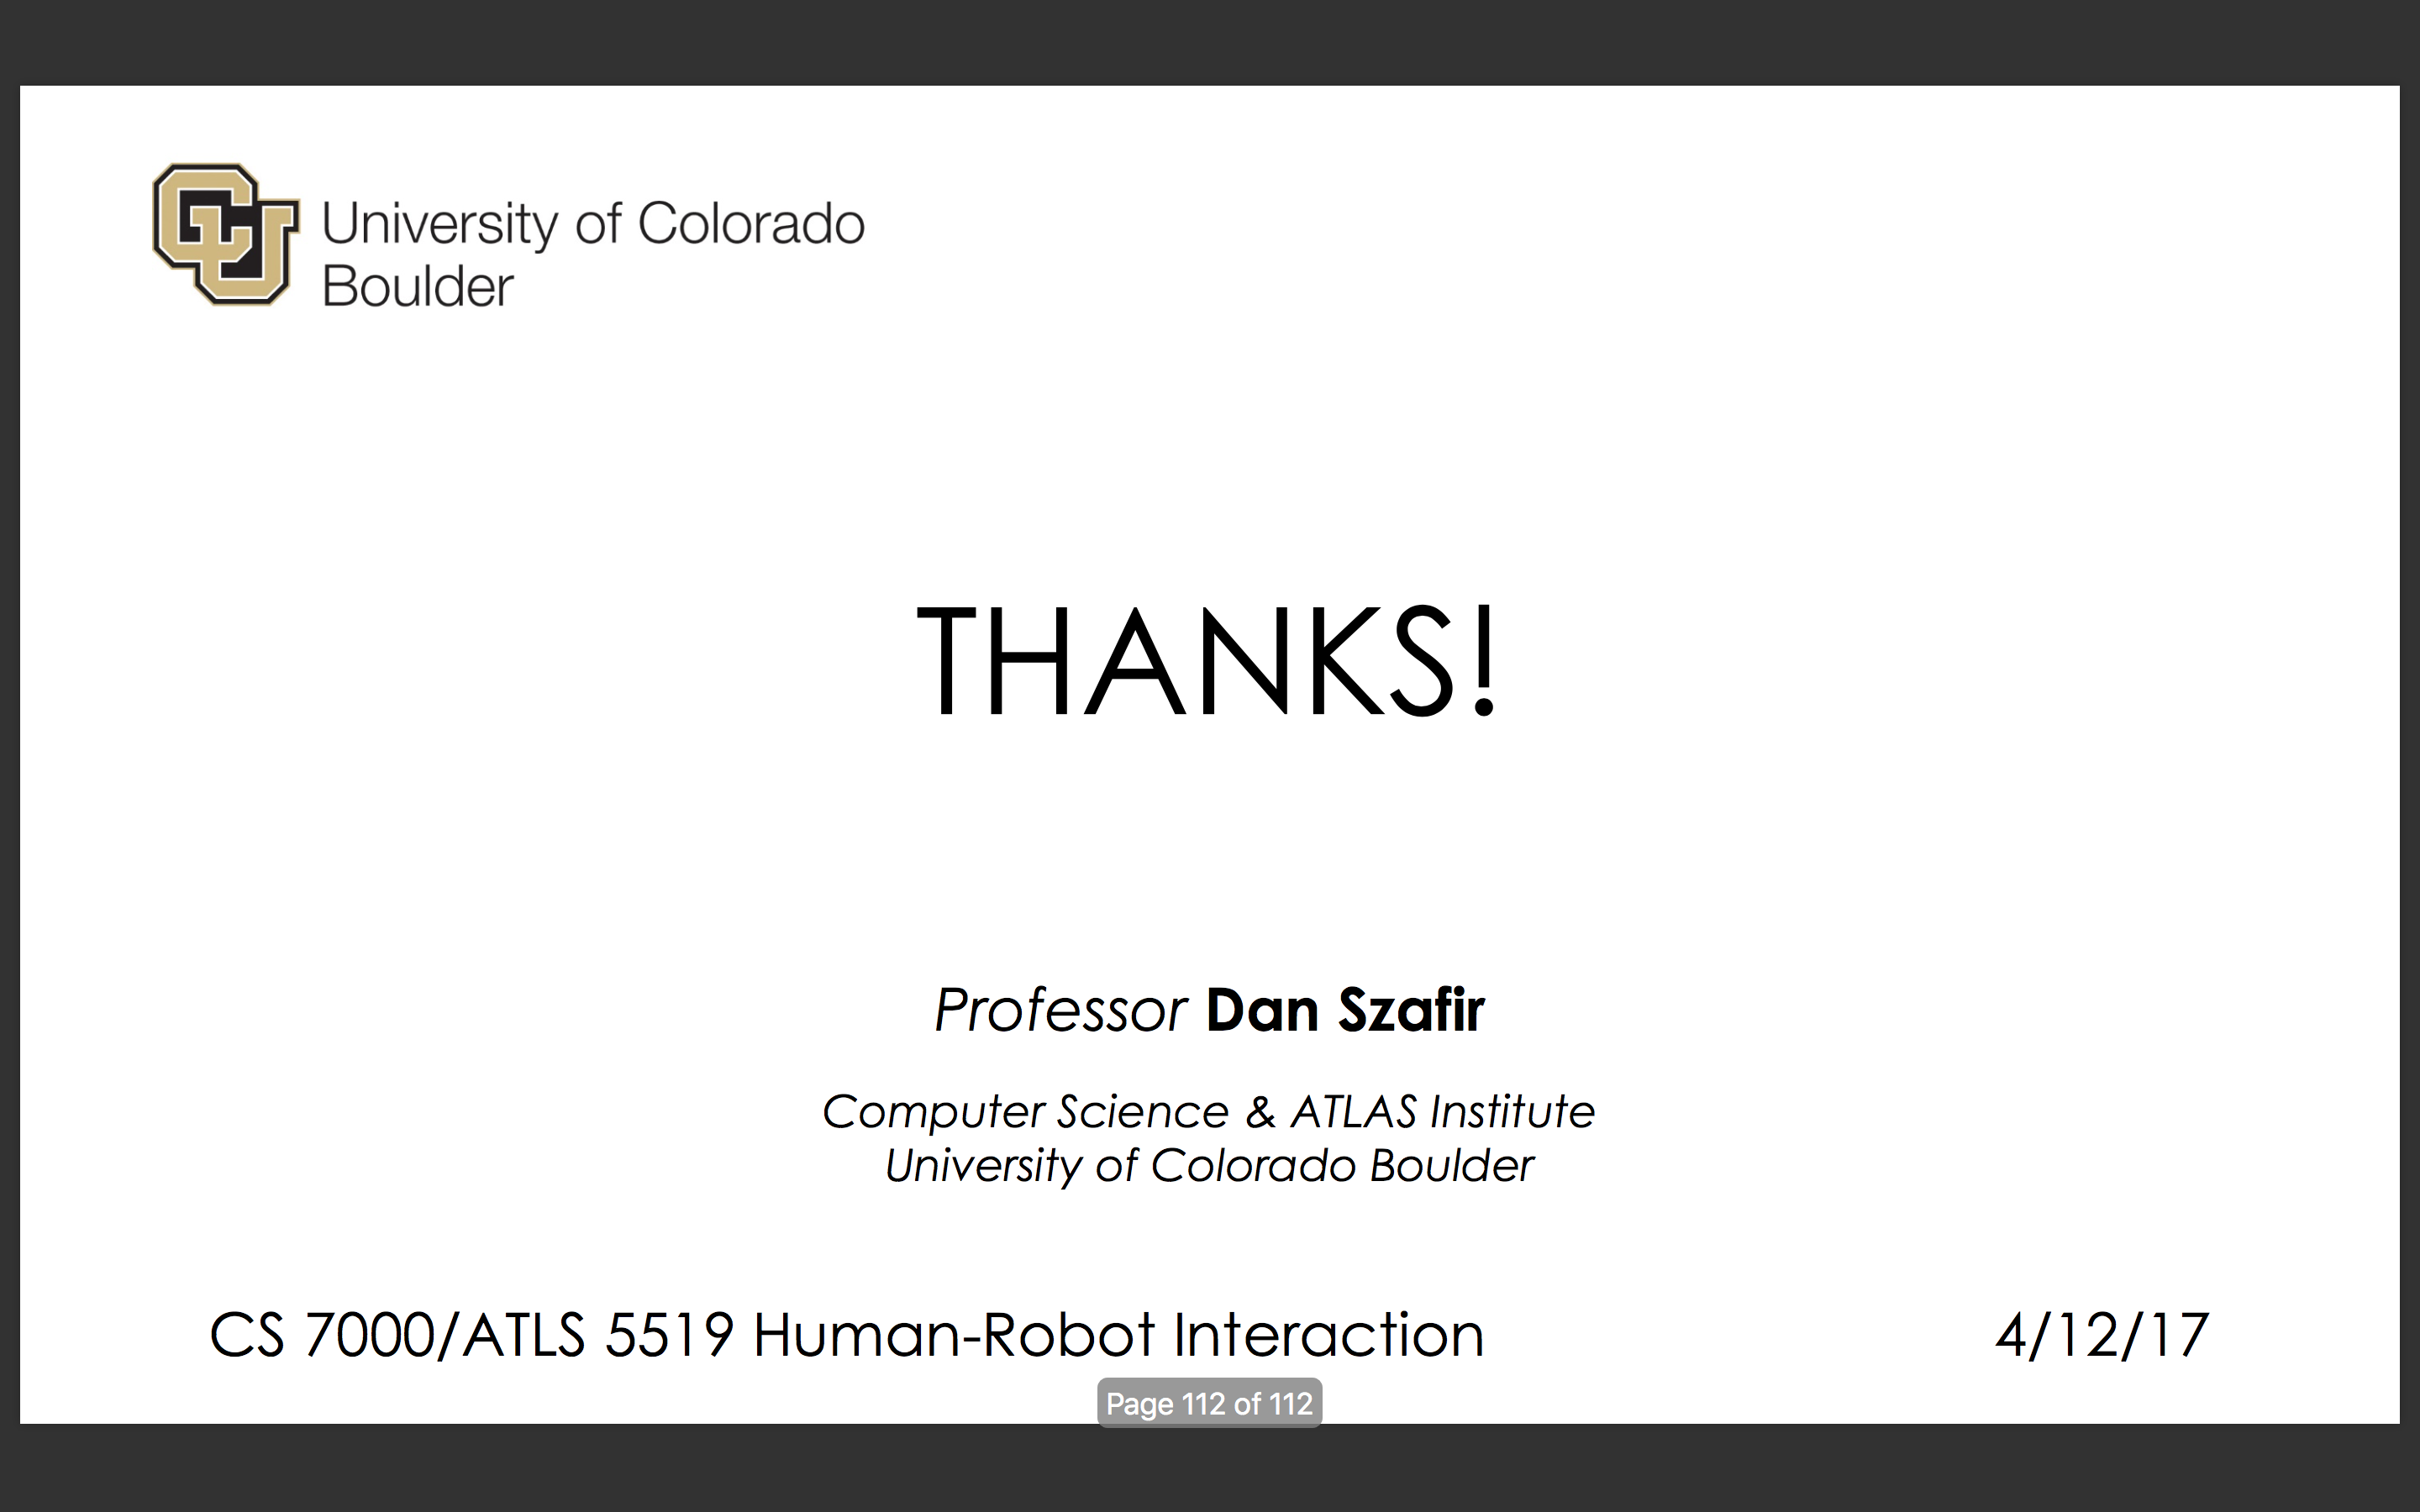 CU University of Colorado
Boulder
THANKS!
Professor Dan Szafir
Computer Science & ATLAS Institute
University of Colorado Boulder
CS 7000/ATLS 5519 Human-Robot Interaction 4/12/17
Page 112 of 112